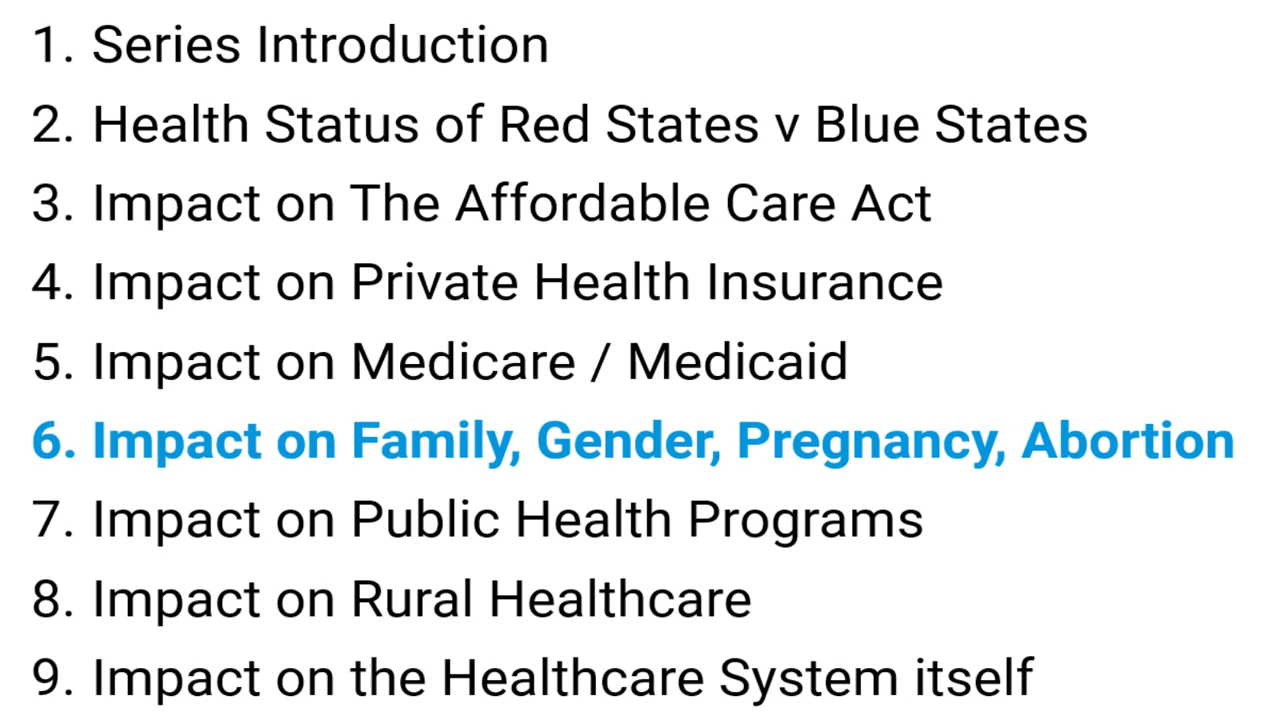 1. Series Introduction
2. Health Status of Red States v Blue States
3. Impact on The Affordable Care Act
4. Impact on Private Health Insurance
5. Impact on Medicare / Medicaid
6. Impact on Family, Gender, Pregnancy, Abortion
7. Impact on Public Health Programs
8. Impact on Rural Healthcare
9. Impact on the Healthcare System itself